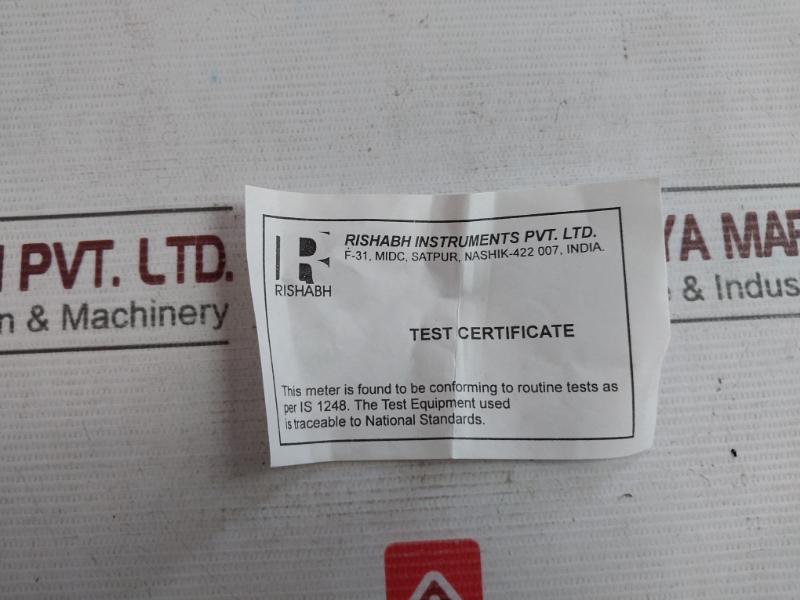 RISHABH INSTRUMENTS PVT. LTD.
F-31, MIDC, SATPUR, NASHIK-422 007, INDIA.
RISHABH
TEST CERTIFICATE
This meter is found to be conforming to routine tests as
per IS 1248. The Test Equipment used
is traceable to National Standards.
PVT. LTD.
& Machinery
YA MAR
& Indus